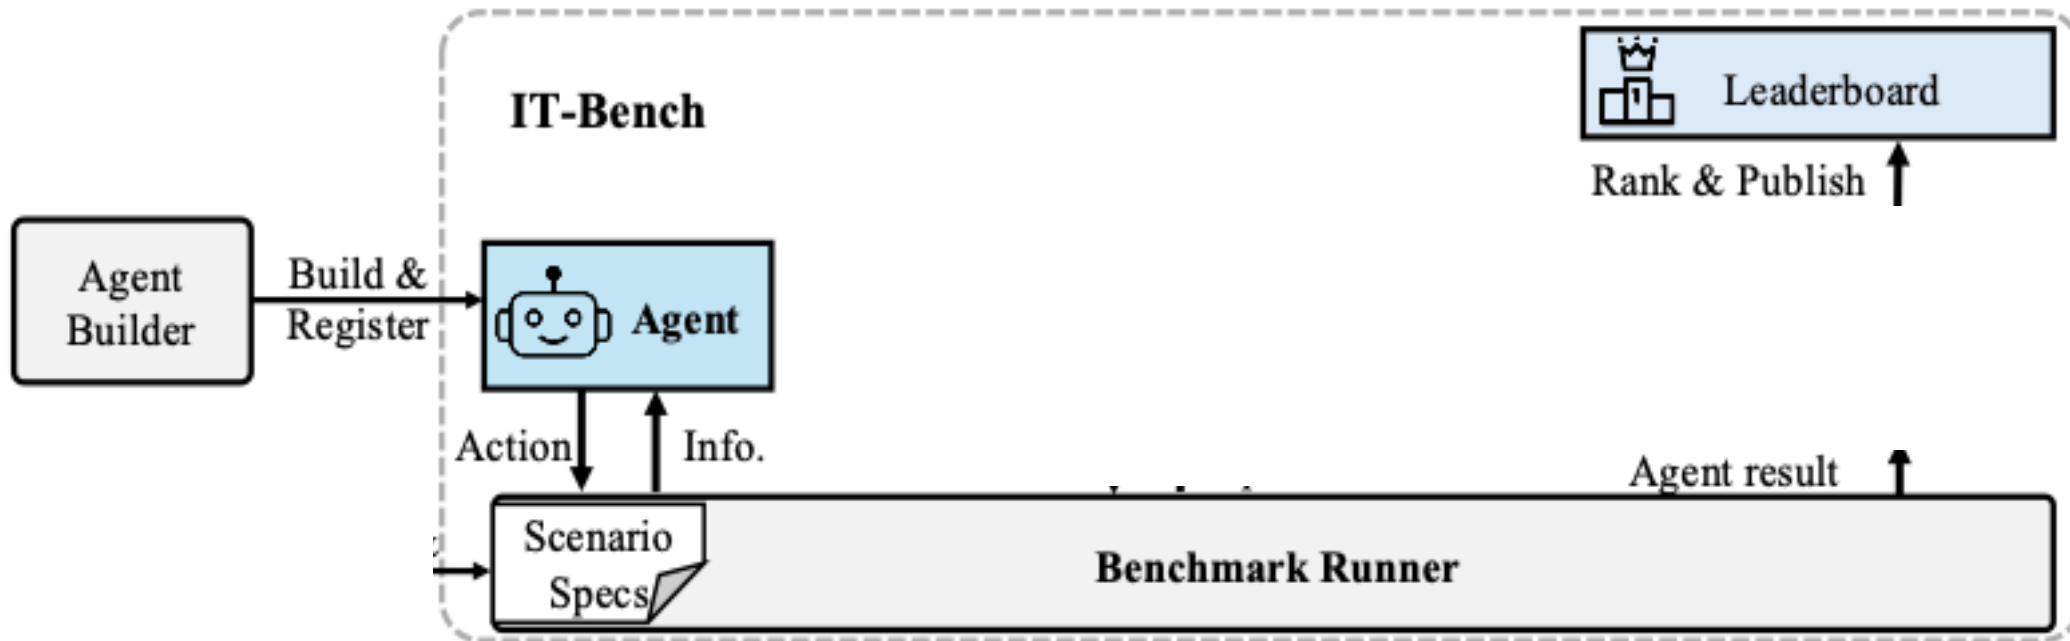 IT-Bench
Leaderboard
Rank & Publish
Agent
Builder
Build &
Register
Agent
Action
Info.
Agent result
Scenario
Specs
Benchmark Runner